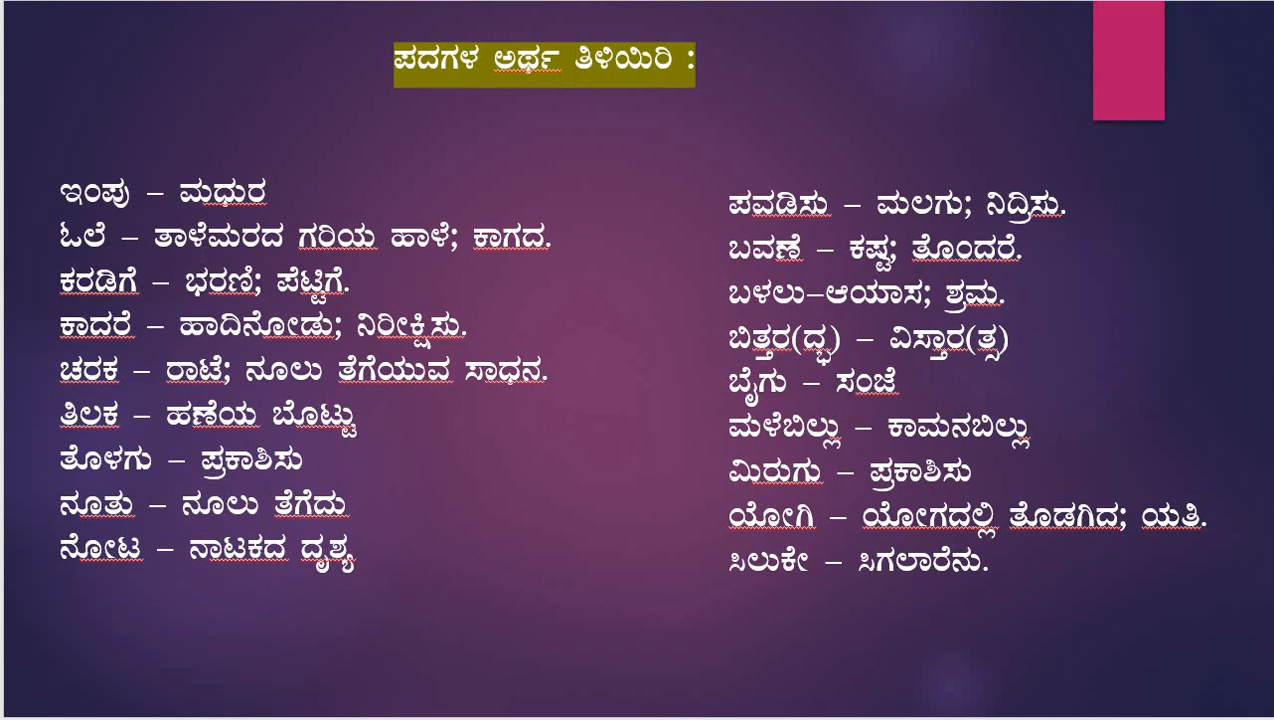 ಪದಗಳ ಅರ್ಥ ತಿಳಿಯಿರಿ :
ಇಂಪು – ಮಧುರ
ಓಲೆ – ತಾಳೆಮರದ ಗರಿಯ ಹಾಳೆ; ಕಾಗದ.
ಕರಡಿಗೆ – ಭರಣಿ; ಪೆಟ್ಟಿಗೆ.
ಕಾದರೆ – ಹಾದಿನೋಡು; ನಿರೀಕ್ಷಿಸು.
ಚರಕ – ರಾಟೆ; ನೂಲು ತೆಗೆಯುವ ಸಾಧನ.
ತಿಲಕ – ಹಣೆಯ ಬೊಟ್ಟು
ತೊಳಗು – ಪ್ರಕಾಶಿಸು
ನೂತು – ನೂಲು ತೆಗೆದು
ನೋಟ – ನಾಟಕದ ದೃಶ್ಯ
ಪವಡಿಸು – ಮಲಗು; ನಿದ್ರಿಸು.
ಬವಣೆ – ಕಷ್ಟ; ತೊಂದರೆ.
ಬಳಲು–ಆಯಾಸ; ಶ್ರಮ.
ಬಿತ್ತರ(ದ್ಭ) – ವಿಸ್ತಾರ(ತ್ಸ)
ಬೈಗು – ಸಂಜೆ
ಮಳೆಬಿಲ್ಲು – ಕಾಮನಬಿಲ್ಲು
ಮಿರುಗು – ಪ್ರಕಾಶಿಸು
ಯೋಗಿ – ಯೋಗದಲ್ಲಿ ತೊಡಗಿದ; ಯತಿ.
ಸಿಲುಕೇ – ಸಿಗಲಾರೆನು.